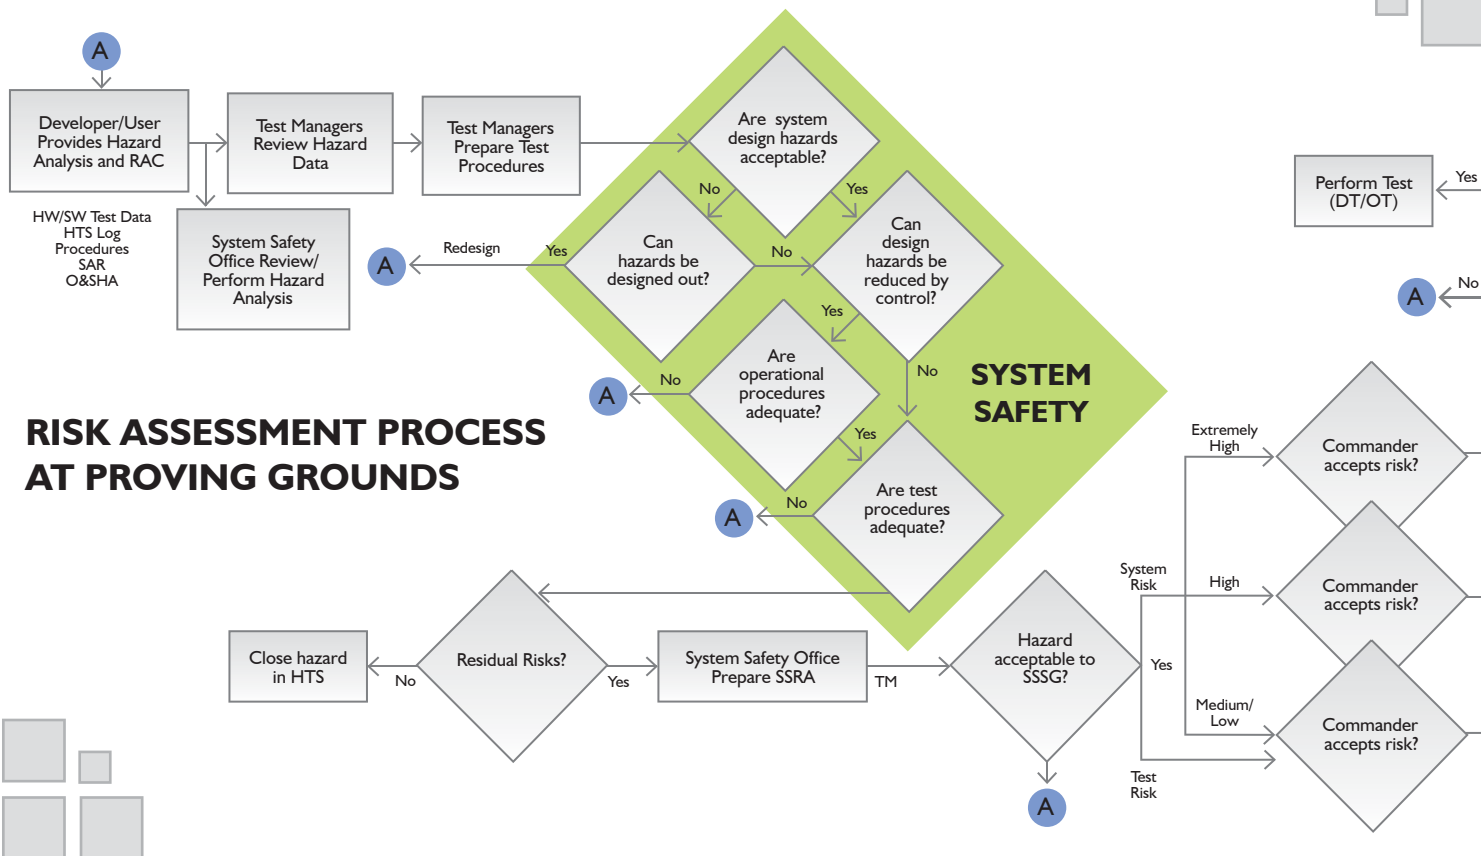 A
Developer/User
Provides Hazard
Analysis and RAC
HW/SW Test Data
HTS Log
Procedures
SAR
O&SHA
Test Managers
Review Hazard
Data
System Safety
Office Review/
Perform Hazard
Analysis
Test Managers
Prepare Test
Procedures
Are system
design hazards
acceptable?
No
Yes
Can
hazards be
designed out?
Yes
Redesign
A
No
Can
design
hazards be
reduced by
control?
Yes
No
Are
operational
procedures
adequate?
No
A
Yes
Are test
procedures
adequate?
No
A
SYSTEM
SAFETY
RISK ASSESSMENT PROCESS
AT PROVING GROUNDS
Residual Risks?
No
Close hazard
in HTS
Yes
System Safety Office
Prepare SSRA
TM
Hazard
acceptable to
SSSG?
A
Yes
System
Risk
Test
Risk
Extremely
High
High
Medium/
Low
Commander
accepts risk?
Commander
accepts risk?
Commander
accepts risk?
Perform Test
(DT/OT)
Yes
A
No